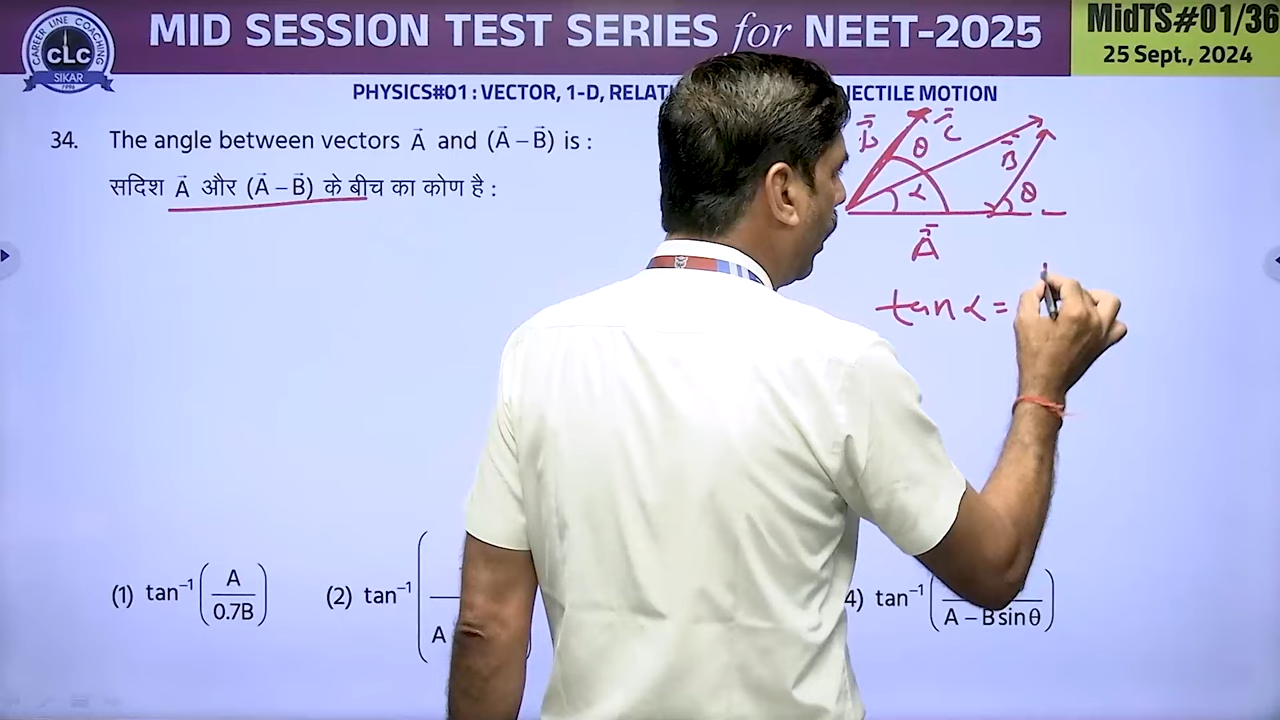 CAREER LINE COACHING
CLC
SIKAR
1996
MID SESSION TEST SERIES for NEET-2025
MidTS#01/36
25 Sept., 2024
PHYSICS#01 : VECTOR, 1-D, MOTION
34. The angle between vectors A⃗ and (A⃗ – B⃗) is :
सदिश A⃗ और (A⃗ – B⃗) के बीच का कोण है :
B⃗ θ C⃗ B⃗
α θ
A⃗
tan α =
(1) tan⁻¹ (A/0.7B) (2) tan⁻¹ ( A 4) tan⁻¹ ( A – B sin θ )